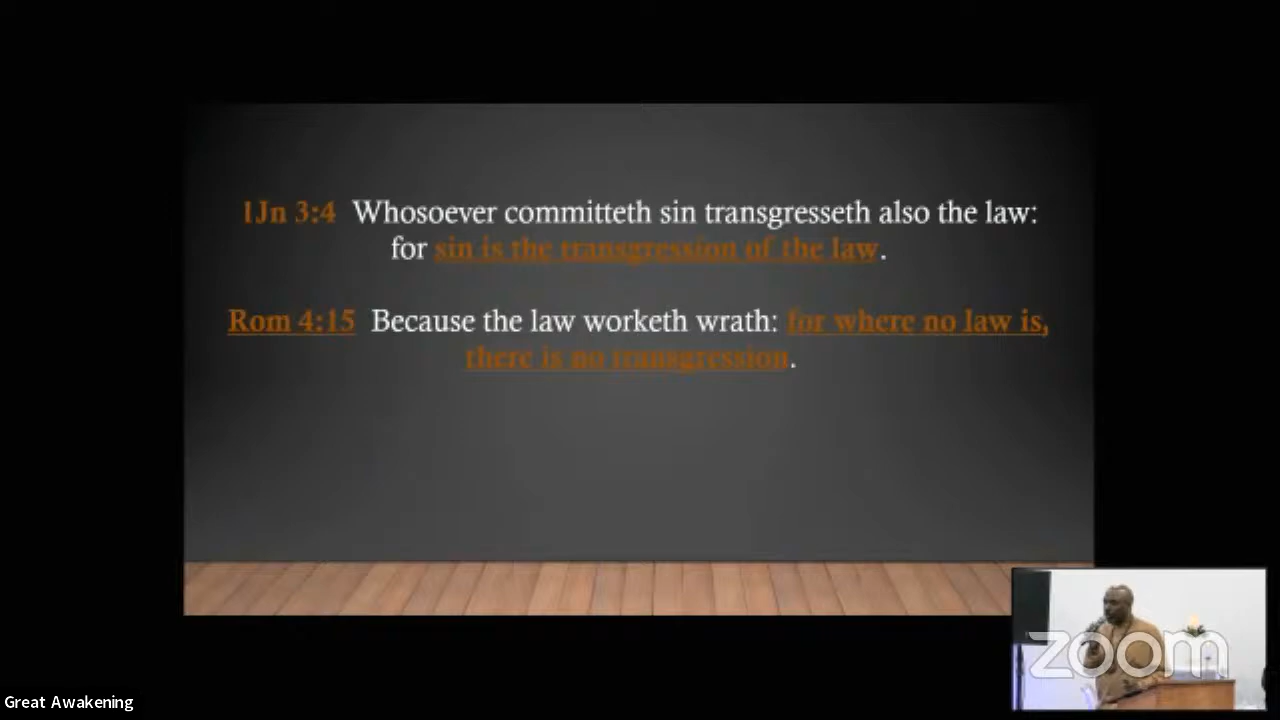 1Jn 3:4 Whosoever committeth sin transgresseth also the law:
for sin is the transgression of the law.
Rom 4:15 Because the law worketh wrath: for where no law is,
there is no transgression.
zoom
Great Awakening